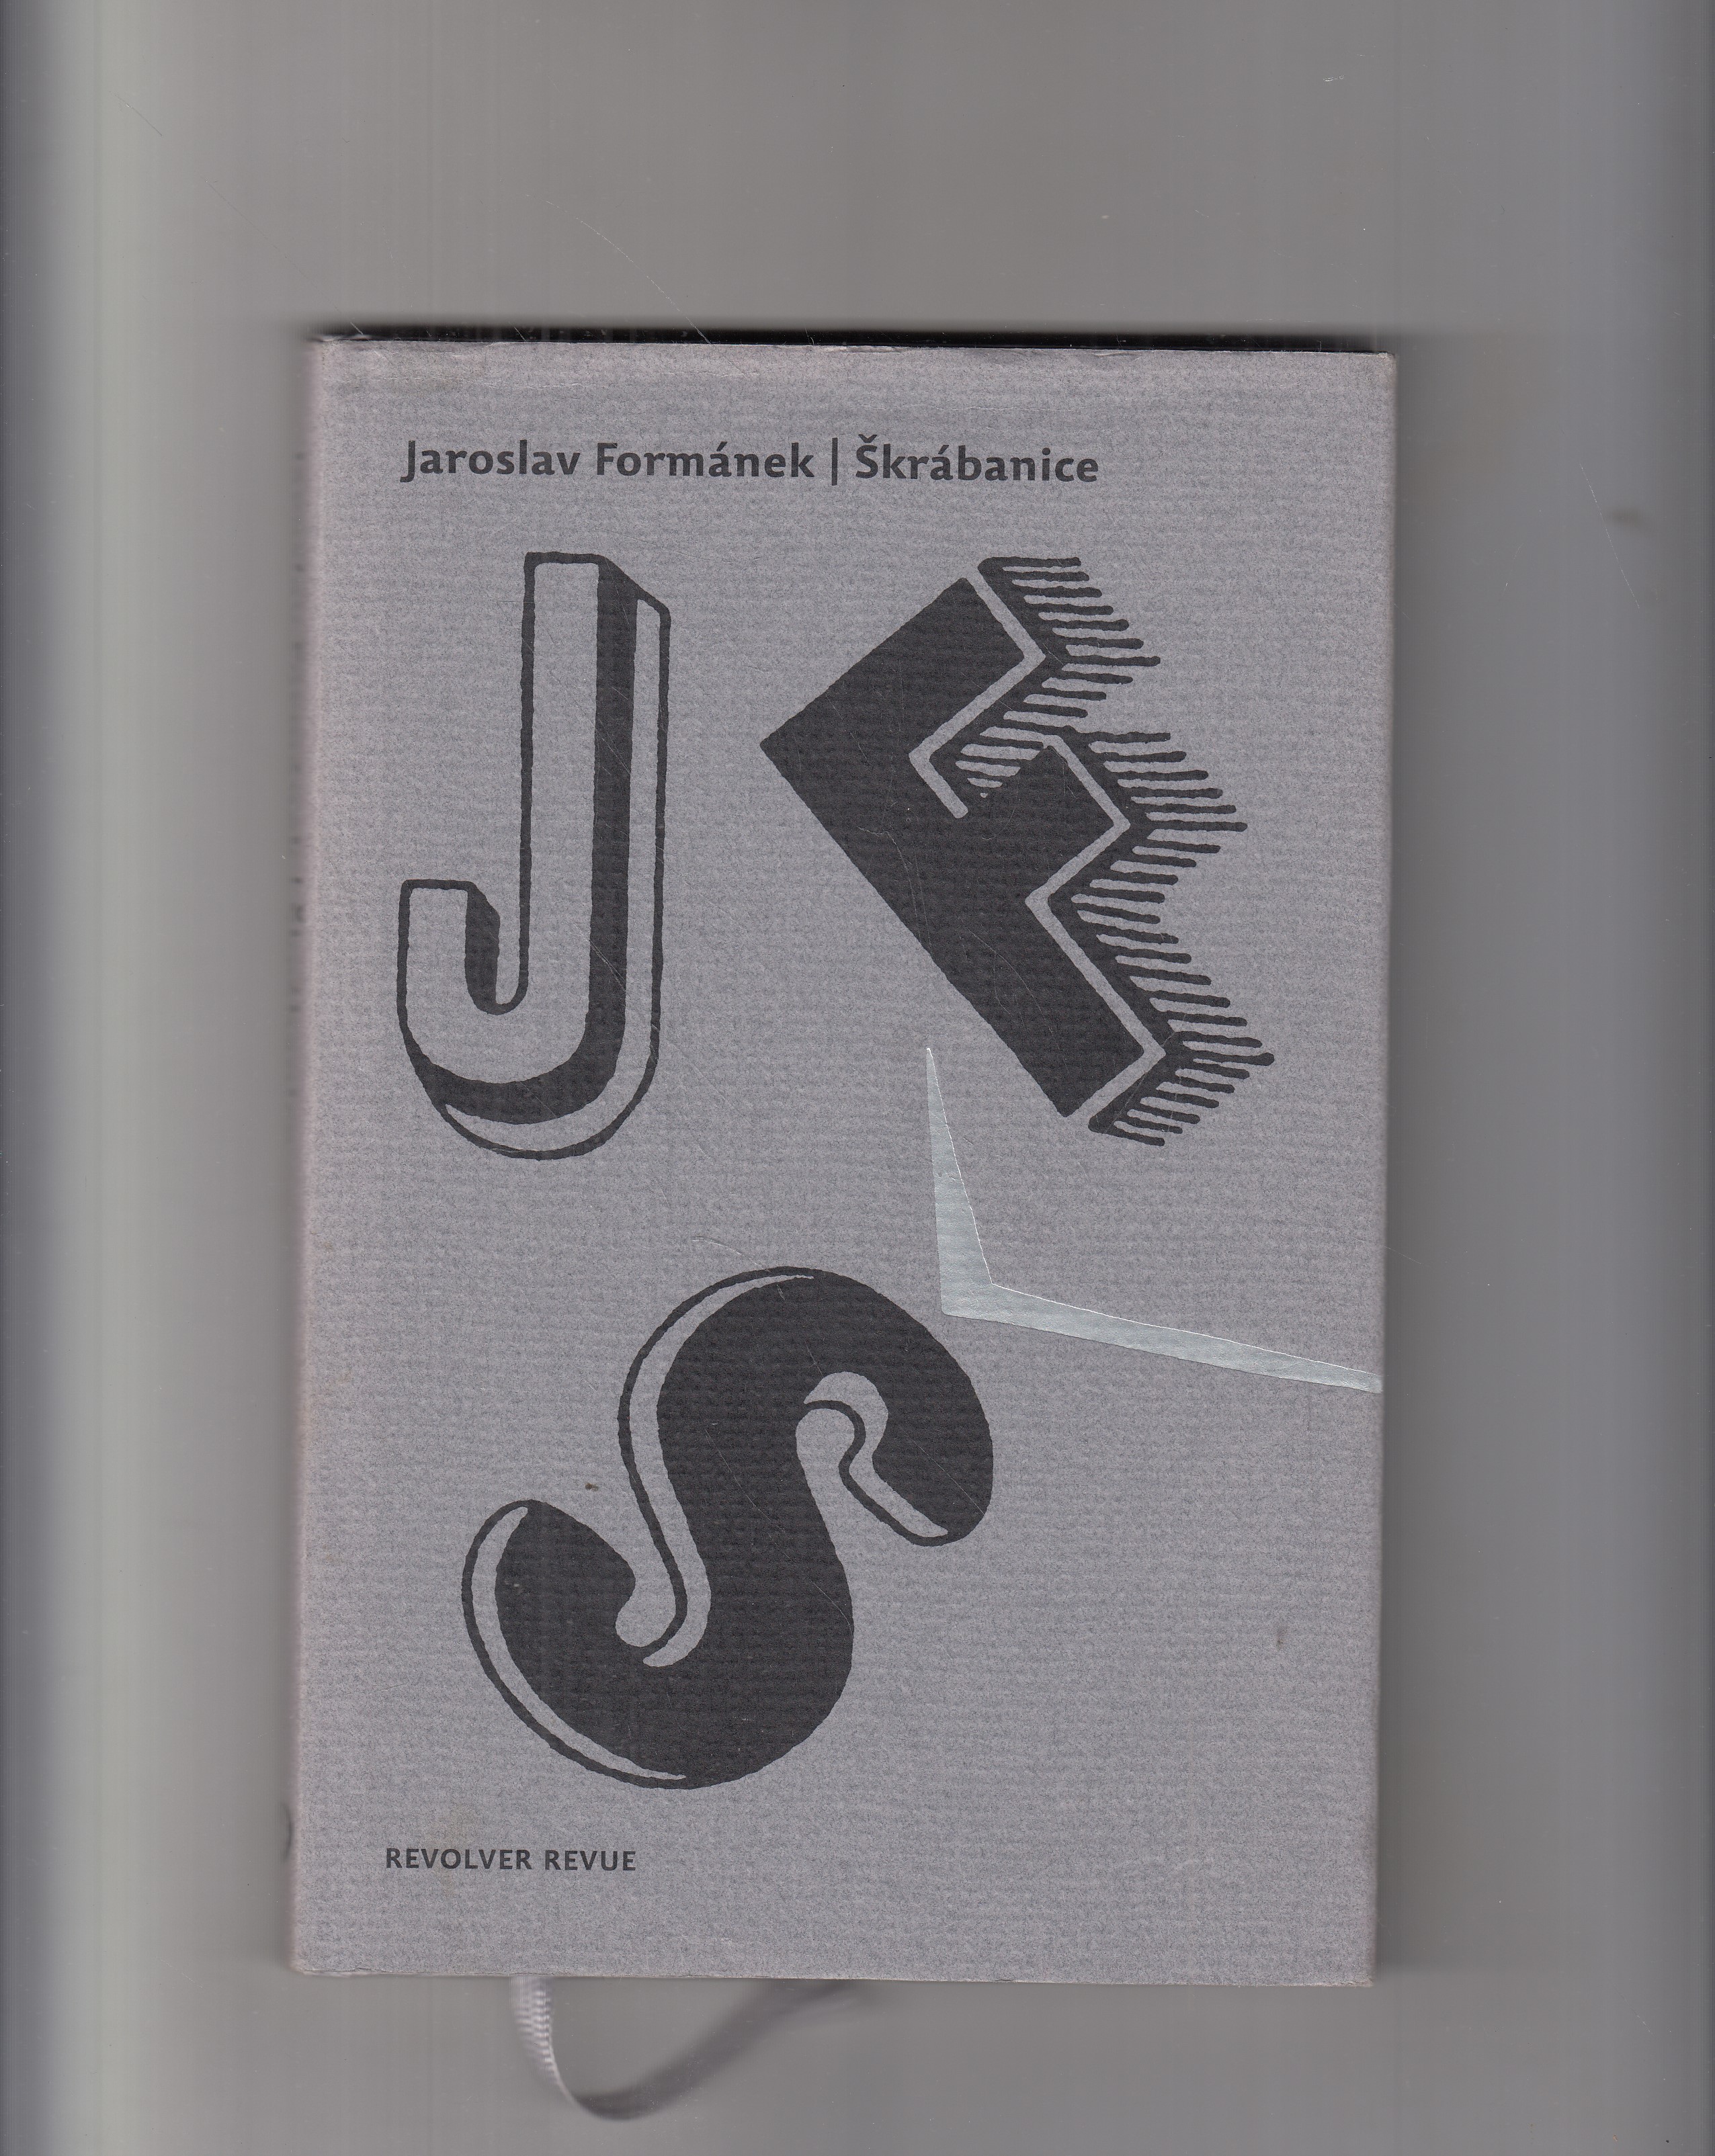 Jaroslav Formánek | Škrábanice
J F
S
REVOLVER REVUE